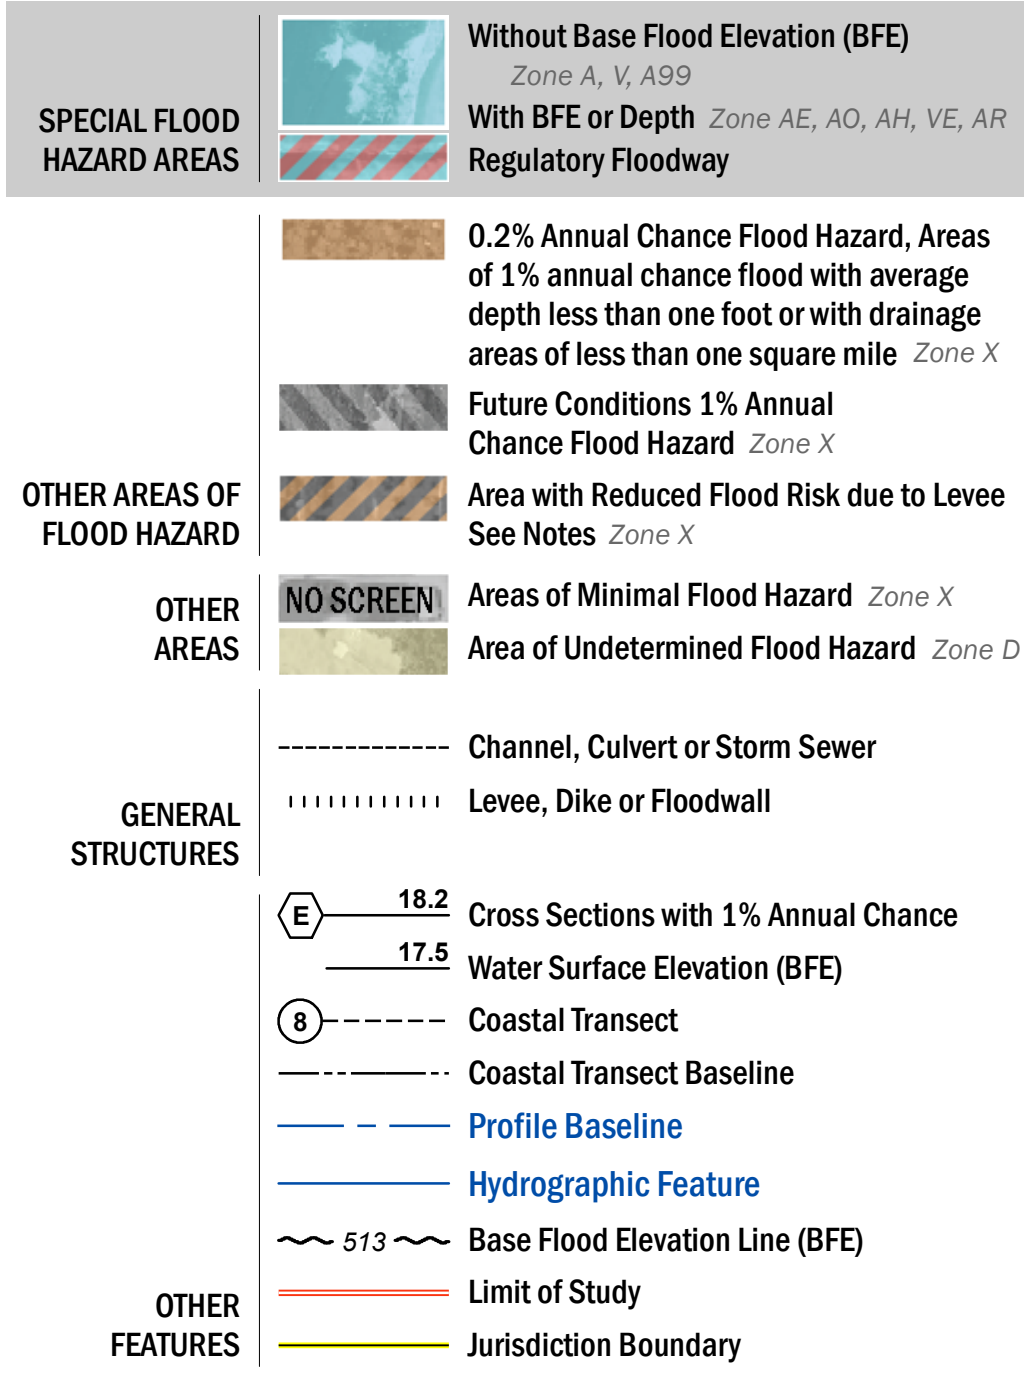 SPECIAL FLOOD
HAZARD AREAS
Without Base Flood Elevation (BFE)
Zone A, V, A99
With BFE or Depth Zone AE, AO, AH, VE, AR
Regulatory Floodway
OTHER AREAS OF
FLOOD HAZARD
0.2% Annual Chance Flood Hazard, Areas
of 1% annual chance flood with average
depth less than one foot or with drainage
areas of less than one square mile Zone X
Future Conditions 1% Annual
Chance Flood Hazard Zone X
Area with Reduced Flood Risk due to Levee
See Notes Zone X
OTHER
AREAS
NO SCREEN Areas of Minimal Flood Hazard Zone X
Area of Undetermined Flood Hazard Zone D
GENERAL
STRUCTURES
Channel, Culvert or Storm Sewer
Levee, Dike or Floodwall
OTHER
FEATURES
E 18.2 Cross Sections with 1% Annual Chance
17.5 Water Surface Elevation (BFE)
8 Coastal Transect
Coastal Transect Baseline
Profile Baseline
Hydrographic Feature
513 Base Flood Elevation Line (BFE)
Limit of Study
Jurisdiction Boundary